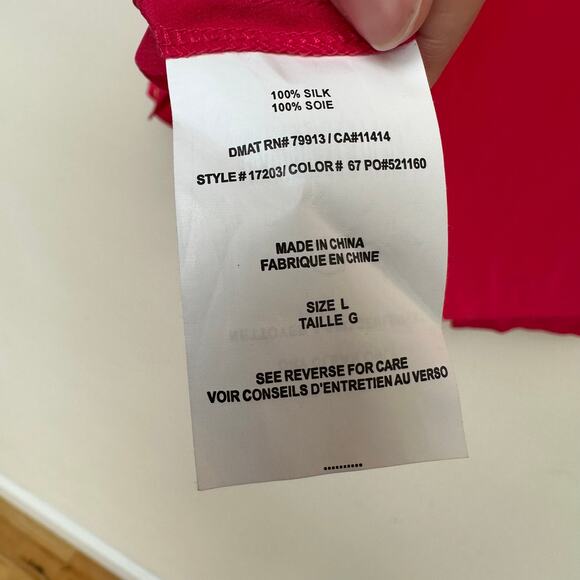 100% SILK
100% SOIE
DMAT RN# 79913 / CA#11414
STYLE # 17203/ COLOR # 67 PO#521160
MADE IN CHINA
FABRIQUE EN CHINE
SIZE L
TAILLE G
SEE REVERSE FOR CARE
VOIR CONSEILS D'ENTRETIEN AU VERSO